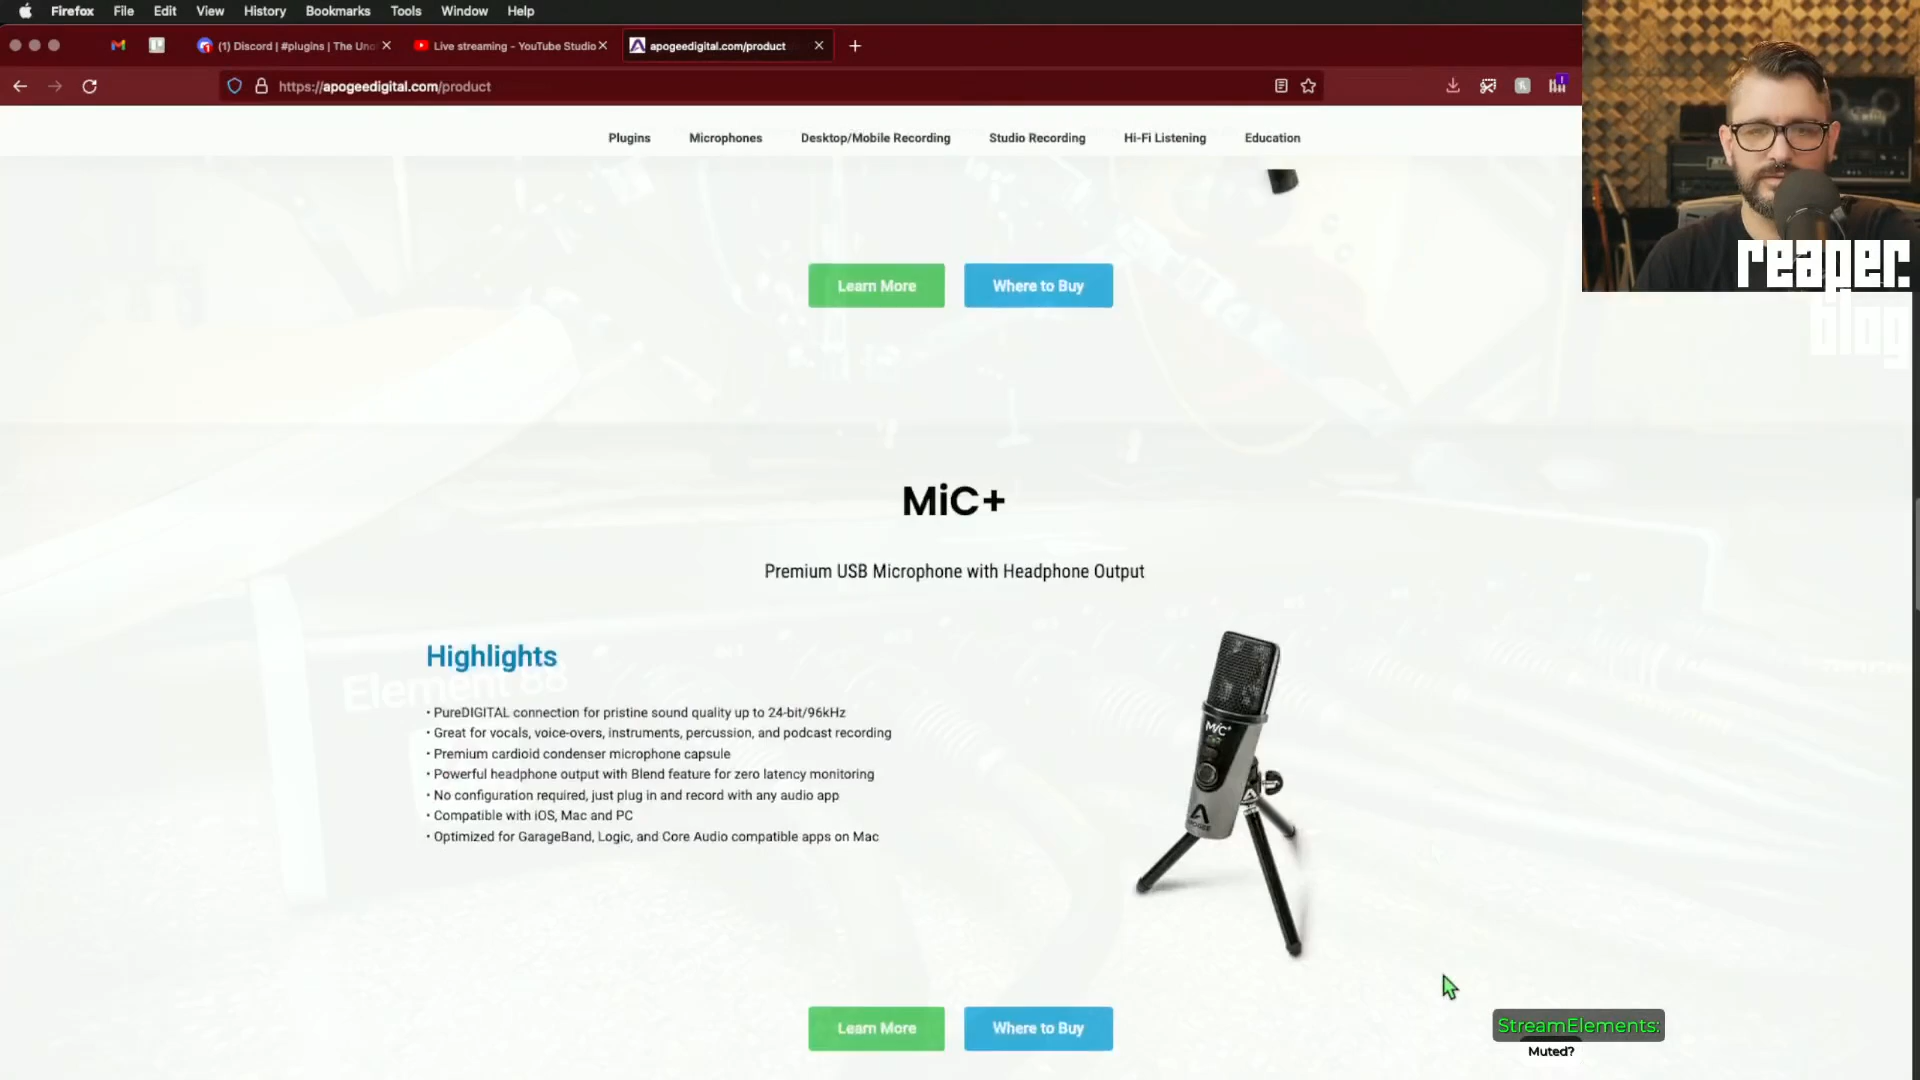 Firefox File Edit View History Bookmarks Tools Window Help
(1) Discord | #plugins | The Uno
Live streaming - YouTube Studio
apogeedigital.com/product
https://apogeedigital.com/product
Plugins Microphones Desktop/Mobile Recording Studio Recording Hi-Fi Listening Education
reaper.
blog
Learn More Where to Buy
MiC+
Premium USB Microphone with Headphone Output
Highlights
Element 88
• PureDIGITAL connection for pristine sound quality up to 24-bit/96kHz
• Great for vocals, voice-overs, instruments, percussion, and podcast recording
• Premium cardioid condenser microphone capsule
• Powerful headphone output with Blend feature for zero latency monitoring
• No configuration required, just plug in and record with any audio app
• Compatible with iOS, Mac and PC
• Optimized for GarageBand, Logic, and Core Audio compatible apps on Mac
MiC+
APOGEE
Learn More Where to Buy
StreamElements:
Muted?